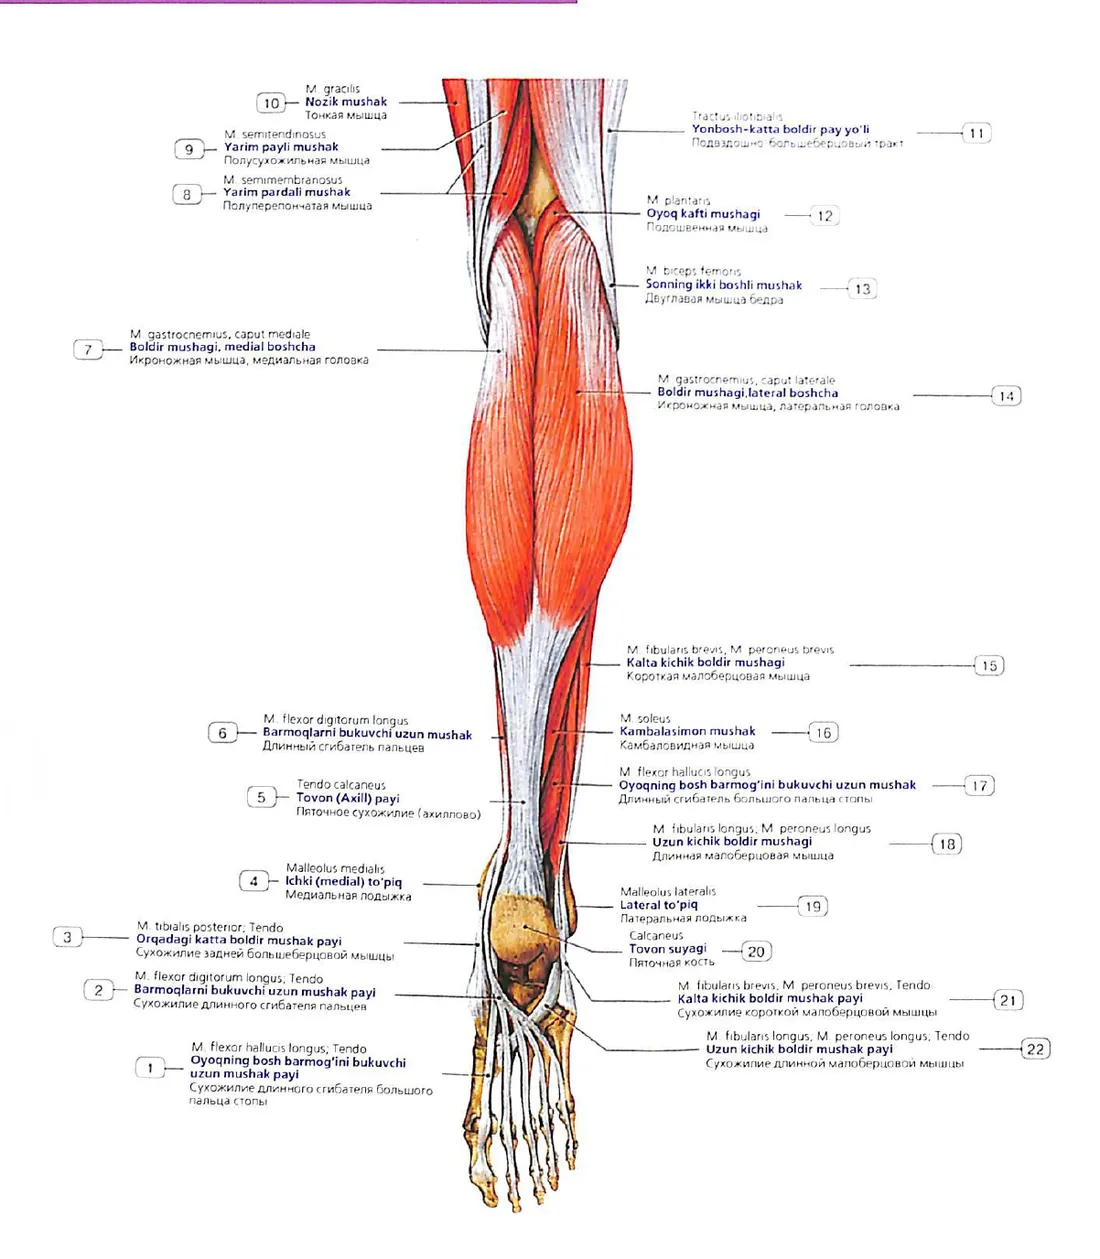 M. gracilis
10 Nozik mushak
Тонкая мышца
M. semitendinosus
9 Yarim payli mushak
Полусухожильная мышца
M. semimembranosus
8 Yarim pardali mushak
Полуперепончатая мышца
M. gastrocnemius, caput mediale
7 Boldir mushagi, medial boshcha
Икроножная мышца, медиальная головка
M. flexor digitorum longus
6 Barmoqlarni bukuvchi uzun mushak
Длинный сгибатель пальцев
Tendo calcaneus
5 Tovon (Axill) payi
Пяточное сухожилие (ахиллово)
Malleolus medialis
4 Ichki (medial) to'piq
Медиальная лодыжка
M. tibialis posterior; Tendo
3 Orqadagi katta boldir mushak payi
Сухожилие задней большеберцовой мышцы
M. flexor digitorum longus; Tendo
2 Barmoqlarni bukuvchi uzun mushak payi
Сухожилие длинного сгибателя пальцев
M. flexor hallucis longus; Tendo
Oyoqning bosh barmog'ini bukuvchi
1 uzun mushak payi
Сухожилие длинного сгибателя большого
пальца стопы
Tractus iliotibialis
Yonbosh-katta boldir pay yo'li 11
Подвздошно-большеберцовый тракт
M. plantaris
Oyoq kafti mushagi 12
Подошвенная мышца
M. biceps femoris
Sonning ikki boshli mushak 13
Двуглавая мышца бедра
M. gastrocnemius, caput laterale
Boldir mushagi,lateral boshcha 14
Икроножная мышца, латеральная головка
M. fibularis brevis, M. peroneus brevis
Kalta kichik boldir mushagi 15
Короткая малоберцовая мышца
M. soleus
Kambalasimon mushak 16
Камбаловидная мышца
M. flexor hallucis longus
Oyoqning bosh barmog'ini bukuvchi uzun mushak 17
Длинный сгибатель большого пальца стопы
M. fibularis longus; M. peroneus longus
Uzun kichik boldir mushagi 18
Длинная малоберцовая мышца
Malleolus lateralis
Lateral to'piq 19
Латеральная лодыжка
Calcaneus
Tovon suyagi 20
Пяточная кость
M. fibularis brevis, M. peroneus brevis, Tendo
Kalta kichik boldir mushak payi 21
Сухожилие короткой малоберцовой мышцы
M. fibularis longus, M. peroneus longus; Tendo
Uzun kichik boldir mushak payi 22
Сухожилие длинной малоберцовой мышцы